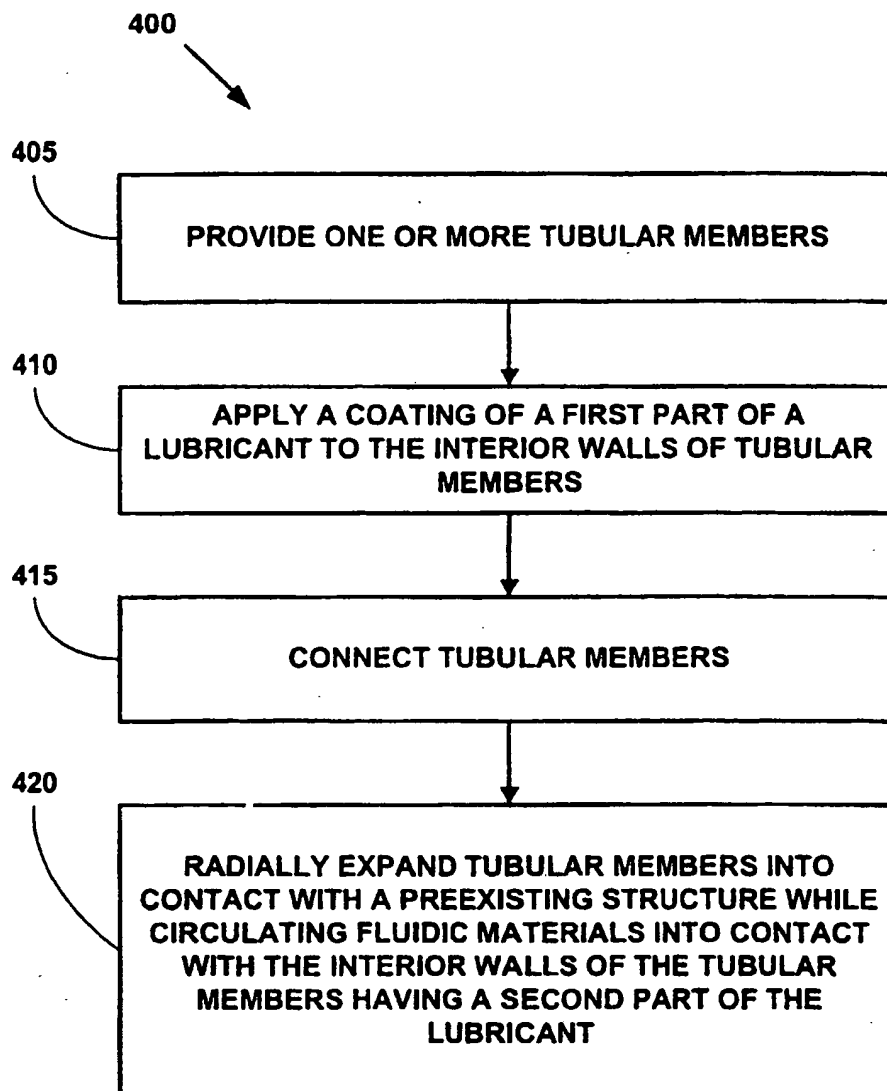 400
405
PROVIDE ONE OR MORE TUBULAR MEMBERS
410
APPLY A COATING OF A FIRST PART OF A
LUBRICANT TO THE INTERIOR WALLS OF TUBULAR
MEMBERS
415
CONNECT TUBULAR MEMBERS
420
RADIALLY EXPAND TUBULAR MEMBERS INTO
CONTACT WITH A PREEXISTING STRUCTURE WHILE
CIRCULATING FLUIDIC MATERIALS INTO CONTACT
WITH THE INTERIOR WALLS OF THE TUBULAR
MEMBERS HAVING A SECOND PART OF THE
LUBRICANT